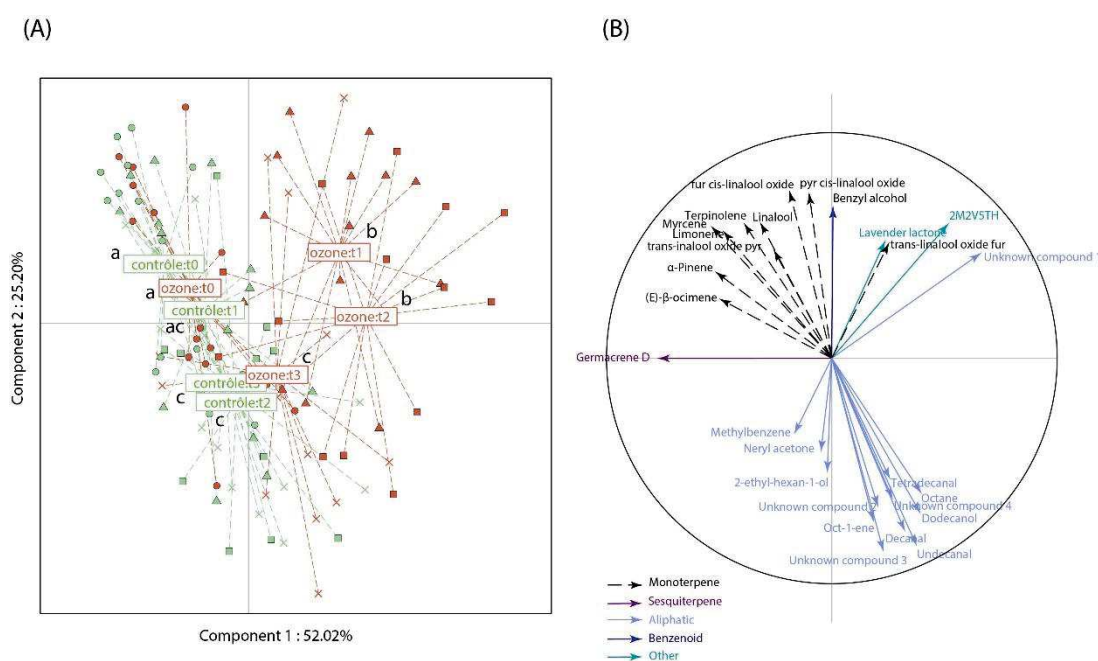 (A)
(B)
Component 2 : 25.20%
a
contrôle:t0
a
ozone:t0
contrôle:t1
ac
b
ozone:t1
b
ozone:t2
c
ozone:t3
contrôle:t3
c
contrôle:t2
c
Component 1 : 52.02%
fur cis-linalool oxide
pyr cis-linalool oxide
Benzyl alcohol
Terpinolene
Linalool
Myrcene
Limonene
trans-inalool oxide pyr
α-Pinene
(E)-β-ocimene
2M2V5TH
Lavender lactone
trans-linalool oxide fur
Unknown compound 1
Germacrene D
Methylbenzene
Neryl acetone
2-ethyl-hexan-1-ol
Tetradecanal
Octane
Unknown compound 2
Unknown compound 4
Dodecanol
Oct-1-ene
Decanal
Undecanal
Unknown compound 3
Monoterpene
Sesquiterpene
Aliphatic
Benzenoid
Other